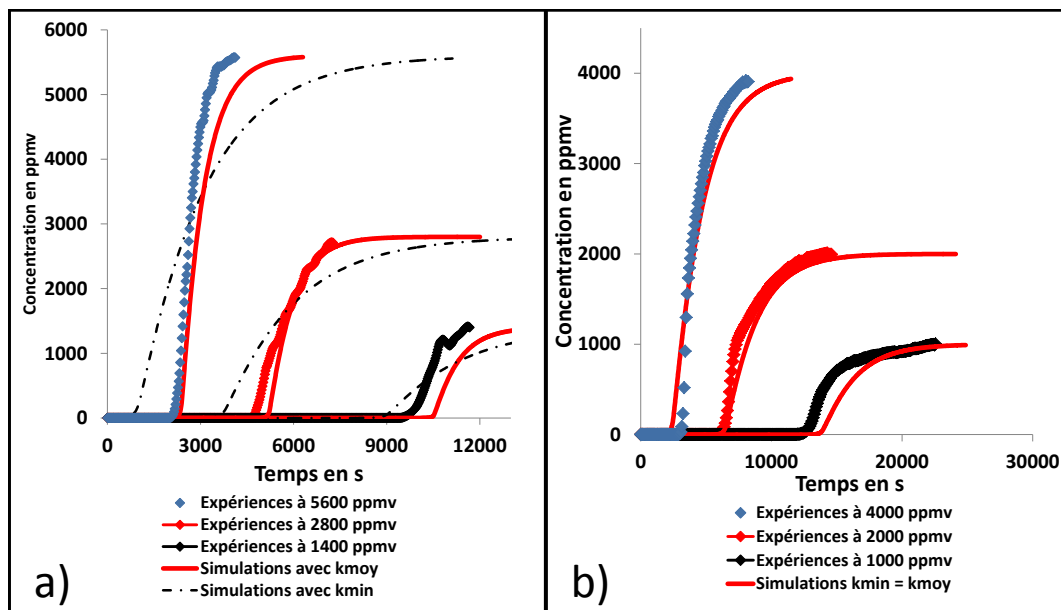 6000
5000
4000
3000
2000
1000
0
Concentration en ppmv
0 3000 6000 9000 12000
Temps en s
Expériences à 5600 ppmv
Expériences à 2800 ppmv
Expériences à 1400 ppmv
Simulations avec kmoy
Simulations avec kmin
a)
4000
3000
2000
1000
0
Concentration en ppmv
0 10000 20000 30000
Temps en s
Expériences à 4000 ppmv
Expériences à 2000 ppmv
Expériences à 1000 ppmv
Simulations kmin = kmoy
b)